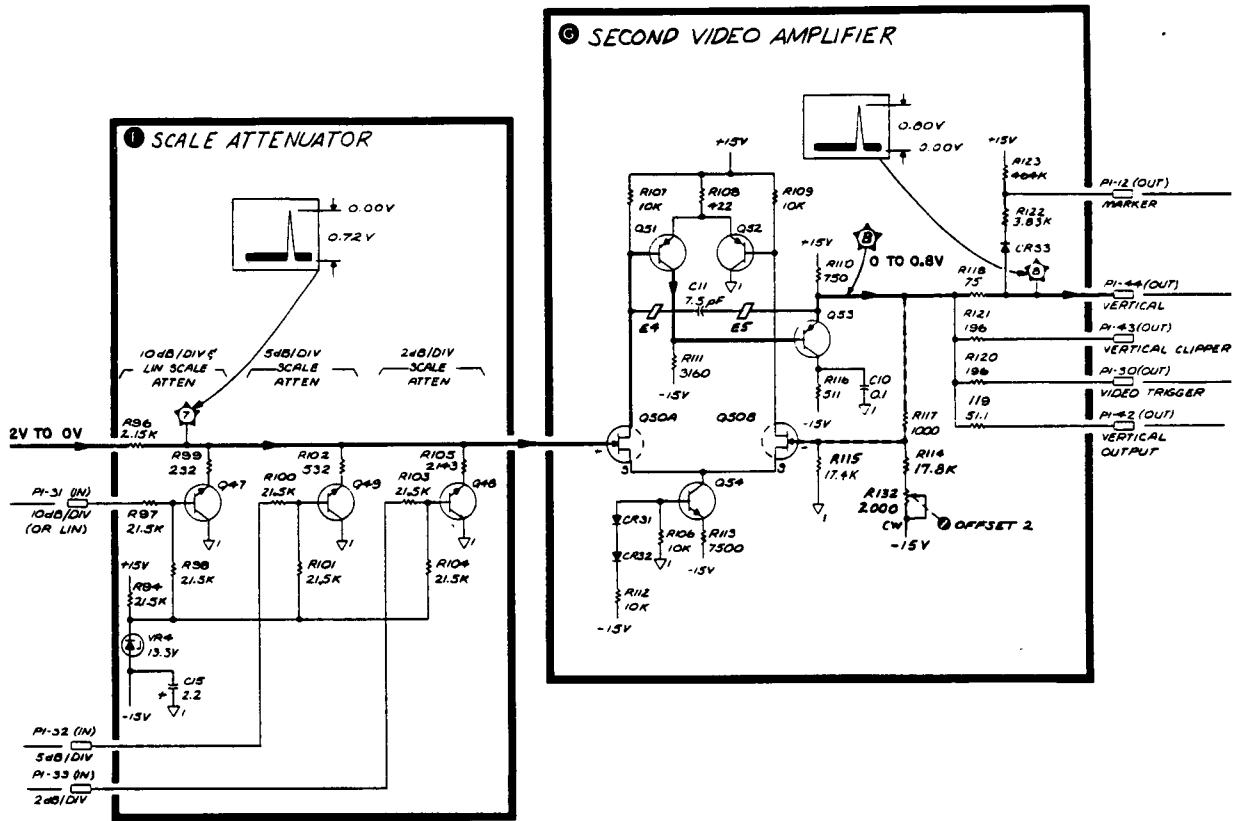 G SECOND VIDEO AMPLIFIER
0.80V
0.00V
+15V
+15V
R123
464K
P1-12 (OUT)
MARKER
R107
10K
R108
422
R109
10K
R122
3.83K
CR33
Q51
Q52
+15V
B
0 TO 0.8V
R110
750
8
C11
7.5pF
R118
75
P1-44 (OUT)
VERTICAL
E4
E5
Q53
R121
196
P1-43 (OUT)
VERTICAL CLIPPER
R111
3160
-15V
R120
196
P1-30 (OUT)
VIDEO TRIGGER
R116
511
-15V
C10
0.1
119
51.1
P1-42 (OUT)
VERTICAL
OUTPUT
Q50A
Q50B
R117
1000
+
-
S
S
R115
17.4K
R114
17.8K
Q54
R132
2000
CW
-15V
OFFSET 2
CR31
CR32
R106
10K
R113
7500
-15V
R112
10K
-15V
SCALE ATTENUATOR
0.00V
0.72V
10dB/DIV &
LIN SCALE
ATTEN
5dB/DIV
SCALE
ATTEN
2dB/DIV
SCALE
ATTEN
7
2V TO 0V
R96
2.15K
R99
232
R102
532
R105
2143
P1-31 (IN)
10dB/DIV
(OR LIN)
R97
21.5K
Q47
R100
21.5K
Q49
R103
21.5K
Q48
+15V
R94
21.5K
R98
21.5K
R101
21.5K
R104
21.5K
VR4
13.3V
+
C15
2.2
-15V
P1-32 (IN)
5dB/DIV
P1-33 (IN)
2dB/DIV